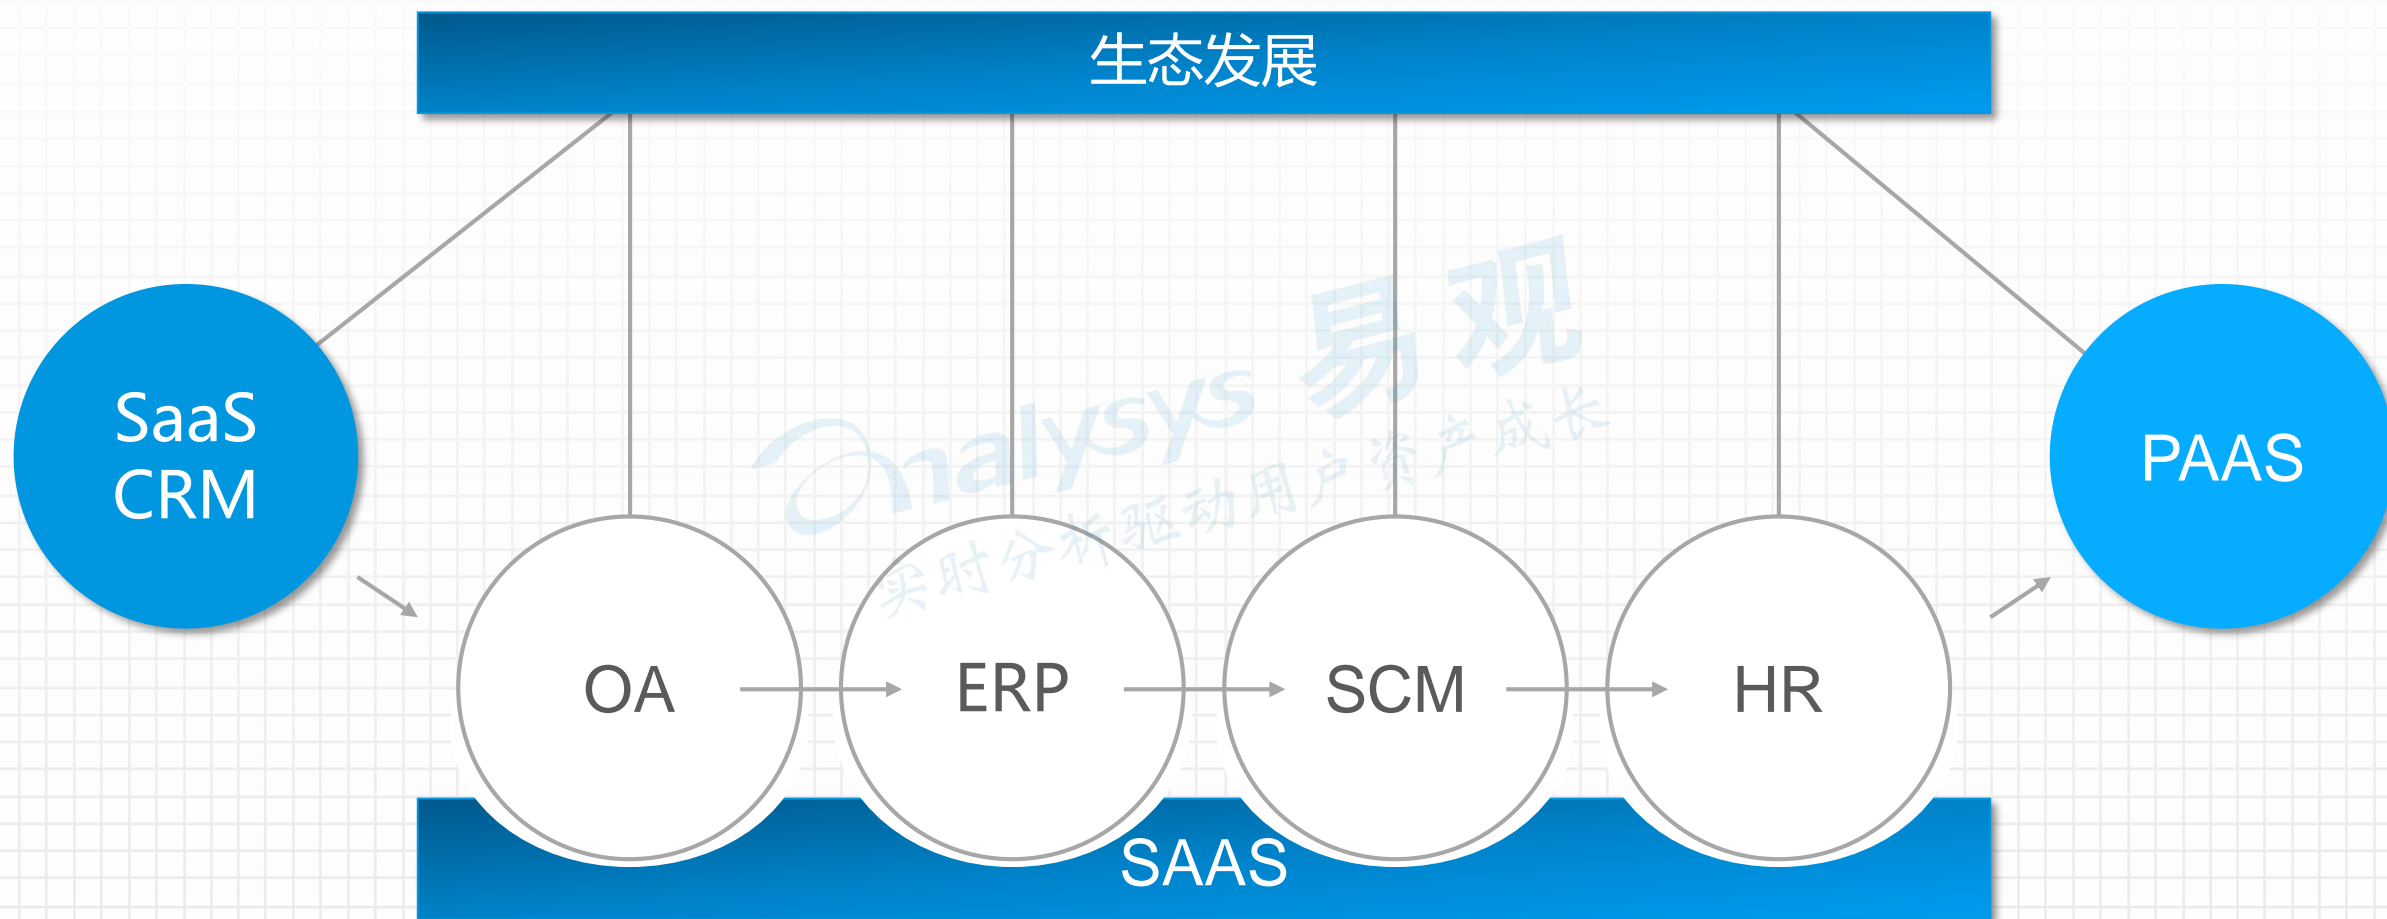 生态发展
SaaS
CRM
PAAS
OA
ERP
SCM
HR
SAAS
analysys 易观
实时分析驱动用户资产成长